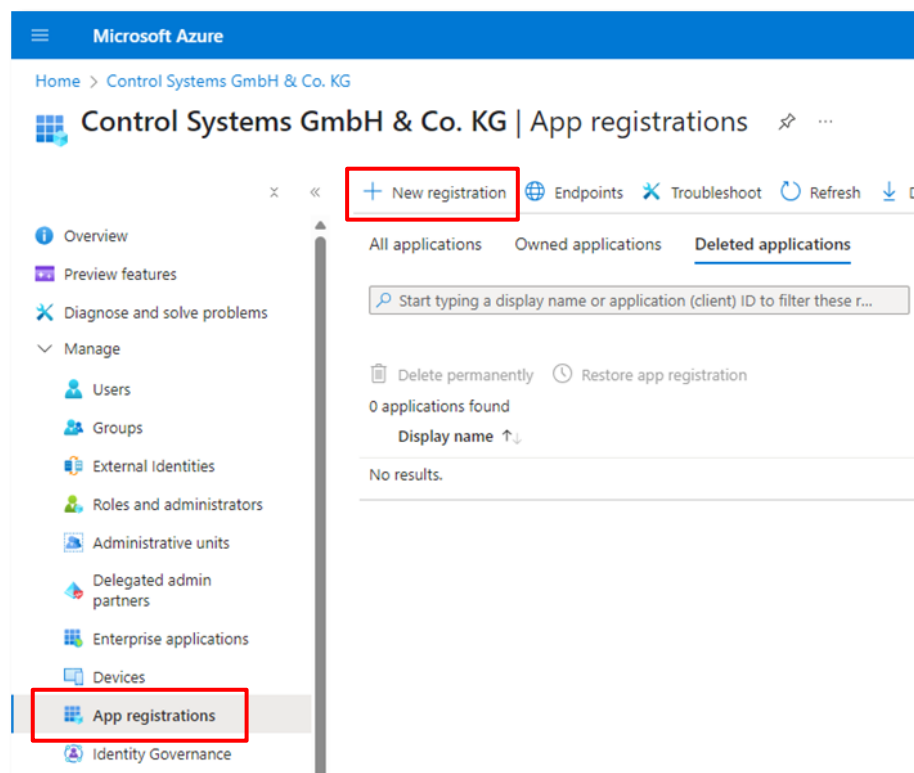 Microsoft Azure
Home > Control Systems GmbH & Co. KG
Control Systems GmbH & Co. KG | App registrations
New registration Endpoints Troubleshoot Refresh
Overview
Preview features
Diagnose and solve problems
Manage
Users
Groups
External Identities
Roles and administrators
Administrative units
Delegated admin
partners
Enterprise applications
Devices
App registrations
Identity Governance
All applications Owned applications Deleted applications
Start typing a display name or application (client) ID to filter these r...
Delete permanently Restore app registration
0 applications found
Display name ↑↓
No results.